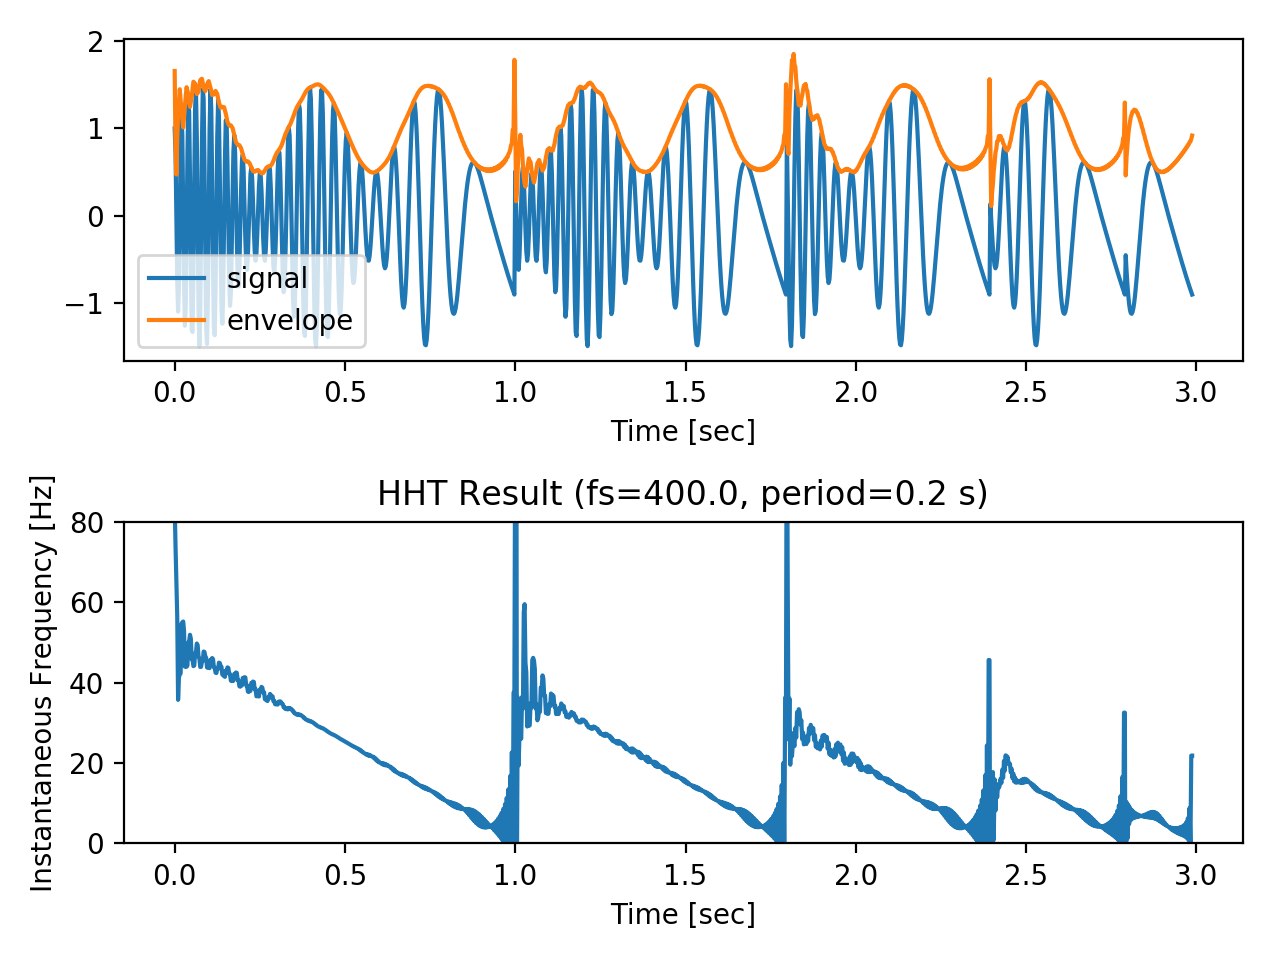 2
1
0
−1
signal
envelope
0.0 0.5 1.0 1.5 2.0 2.5 3.0
Time [sec]
HHT Result (fs=400.0, period=0.2 s)
Instantaneous Frequency [Hz]
80
60
40
20
0
0.0 0.5 1.0 1.5 2.0 2.5 3.0
Time [sec]